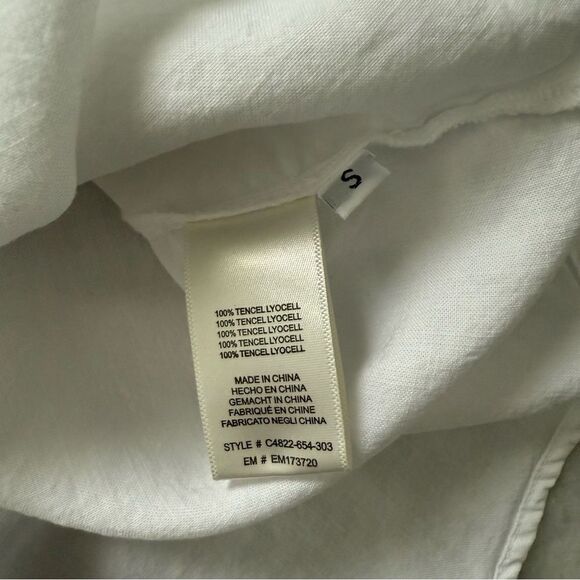 S
100% TENCEL LYOCELL
100% TENCEL LYOCELL
100% TENCEL LYOCELL
100% TENCEL LYOCELL
100% TENCEL LYOCELL
MADE IN CHINA
HECHO EN CHINA
GEMACHT IN CHINA
FABRIQUÉ EN CHINE
FABRICATO NEGLI CHINA
STYLE # C4822-654-303
EM # EM173720